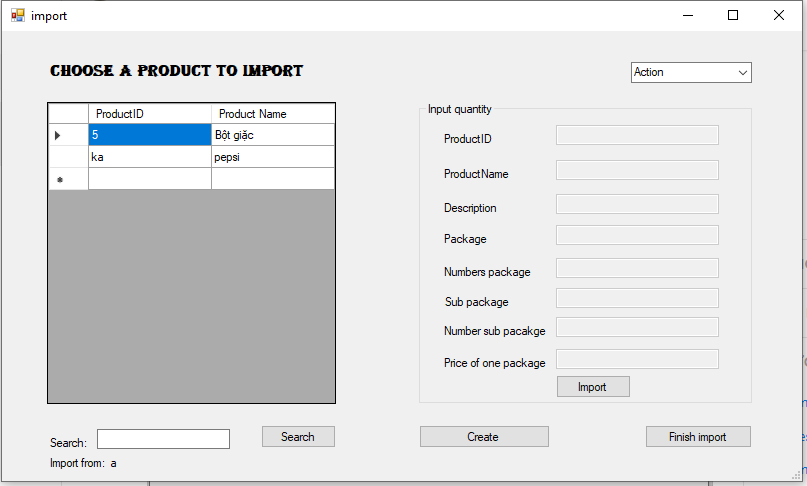 import
CHOOSE A PRODUCT TO IMPORT
Action
ProductID Product Name
5 Bột giặc
ka pepsi
Input quantity
ProductID
ProductName
Description
Package
Numbers package
Sub package
Number sub pacakge
Price of one package
Import
Search: Search
Create
Finish import
Import from: a